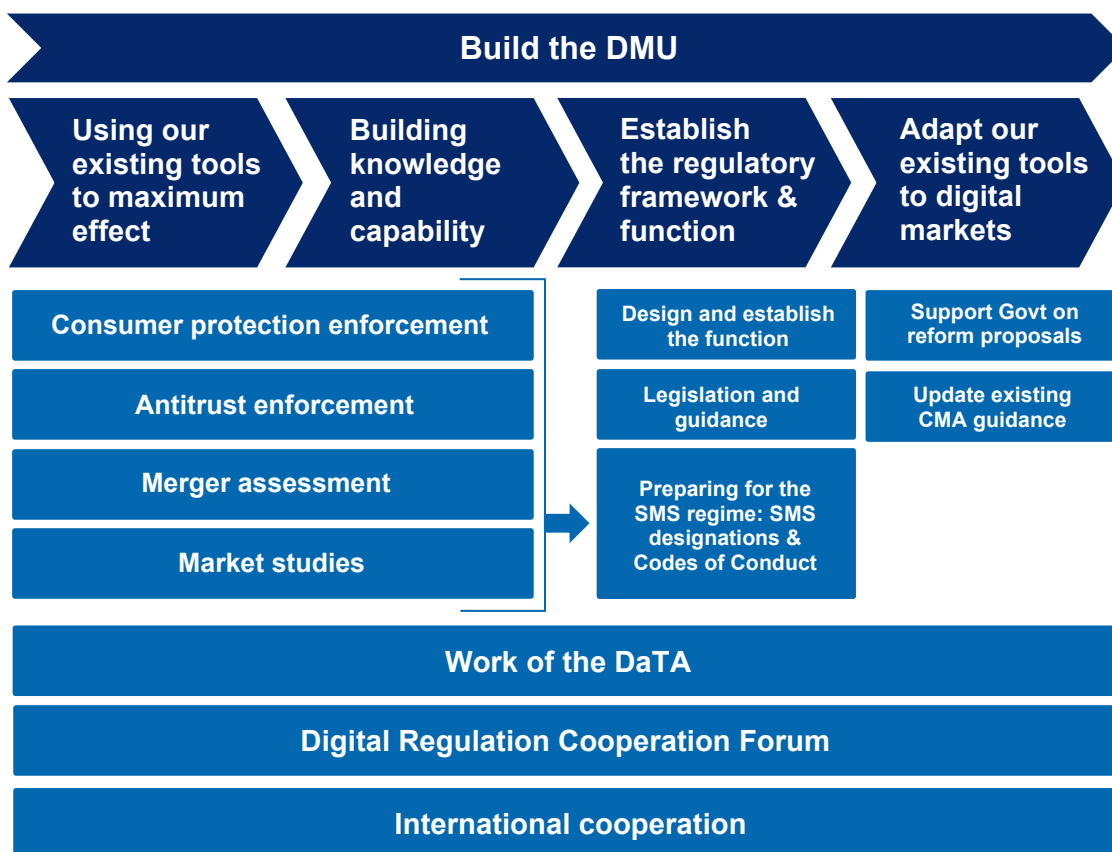 Build the DMU
Using our
existing tools
to maximum
effect
Building
knowledge
and
capability
Establish
the regulatory
framework &
function
Adapt our
existing tools
to digital
markets
Consumer protection enforcement
Antitrust enforcement
Merger assessment
Market studies
Design and establish
the function
Legislation and
guidance
Preparing for the
SMS regime: SMS
designations &
Codes of Conduct
Support Govt on
reform proposals
Update existing
CMA guidance
Work of the DaTA
Digital Regulation Cooperation Forum
International cooperation